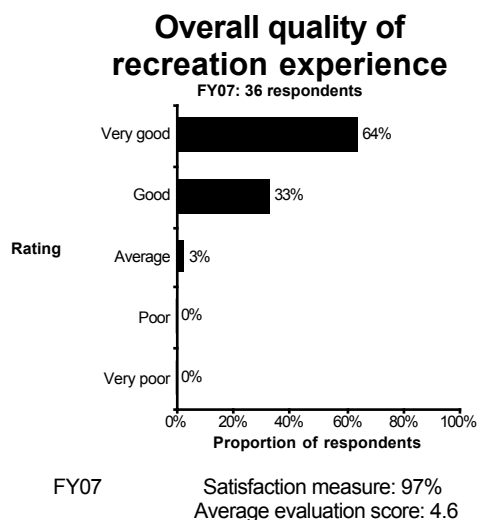 Overall quality of
recreation experience
FY07: 36 respondents
Very good 64%
Good 33%
Rating
Average 3%
Poor 0%
Very poor 0%
0% 20% 40% 60% 80% 100%
Proportion of respondents
FY07 Satisfaction measure: 97%
Average evaluation score: 4.6